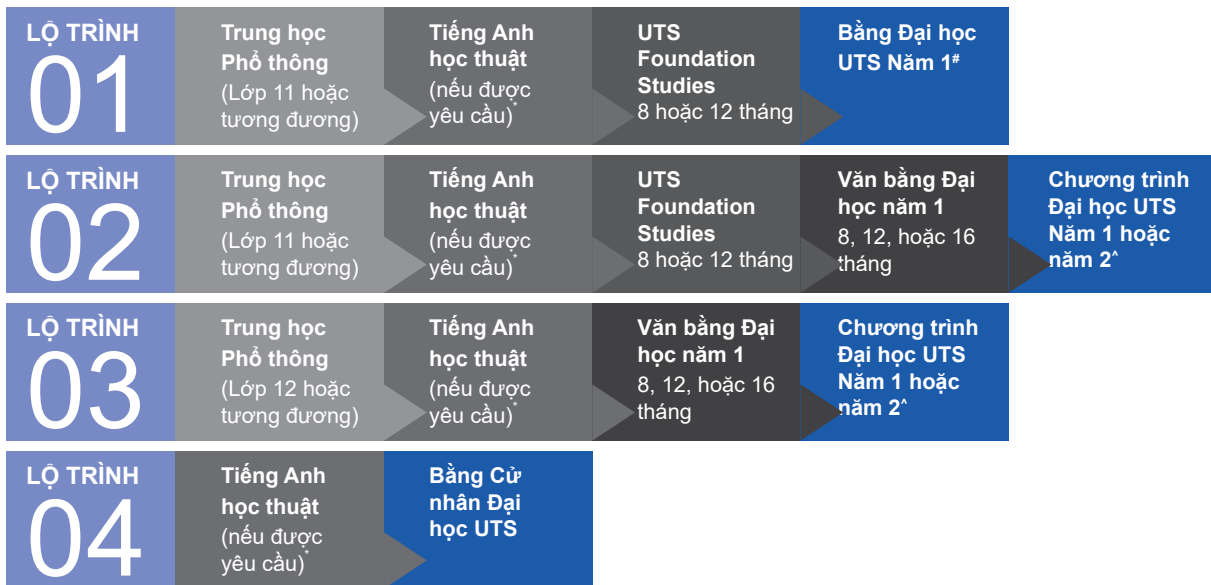 LỘ TRÌNH
01
Trung học
Phổ thông
(Lớp 11 hoặc
tương đương)
Tiếng Anh
học thuật
(nếu được
yêu cầu)*
UTS
Foundation
Studies
8 hoặc 12 tháng
Bằng Đại học
UTS Năm 1#
LỘ TRÌNH
02
Trung học
Phổ thông
(Lớp 11 hoặc
tương đương)
Tiếng Anh
học thuật
(nếu được
yêu cầu)*
UTS
Foundation
Studies
8 hoặc 12 tháng
Văn bằng Đại
học năm 1
8, 12, hoặc 16
tháng
Chương trình
Đại học UTS
Năm 1 hoặc
năm 2^
LỘ TRÌNH
03
Trung học
Phổ thông
(Lớp 12 hoặc
tương đương)
Tiếng Anh
học thuật
(nếu được
yêu cầu)*
Văn bằng Đại
học năm 1
8, 12, hoặc 16
tháng
Chương trình
Đại học UTS
Năm 1 hoặc
năm 2^
LỘ TRÌNH
04
Tiếng Anh
học thuật
(nếu được
yêu cầu)*
Bằng Cử
nhân Đại
học UTS